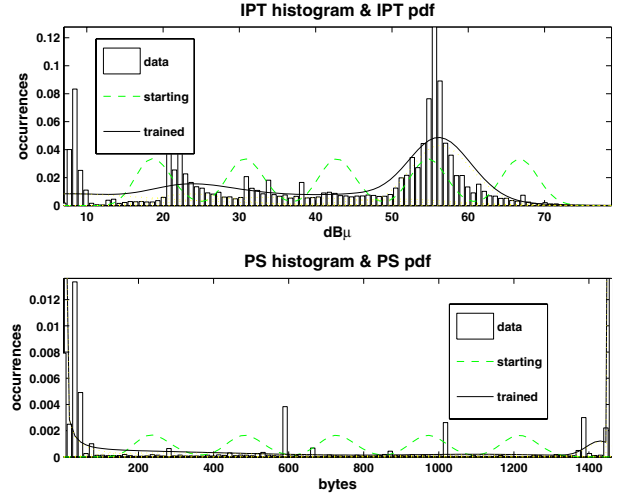 IPT histogram & IPT pdf
0.12
0.1
0.08
0.06
0.04
0.02
0
occurrences
data
starting
trained
10 20 30 40 50 60 70
dBμ
PS histogram & PS pdf
0.012
0.01
0.008
0.006
0.004
0.002
0
occurrences
data
starting
trained
200 400 600 800 1000 1200 1400
bytes